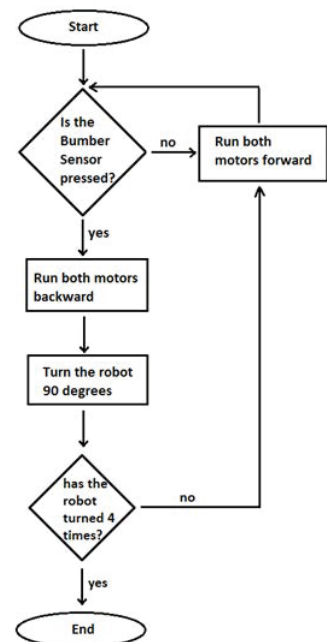 Start
Is the
Bumber
Sensor
pressed?
no
Run both
motors forward
yes
Run both motors
backward
Turn the robot
90 degrees
has the
robot
turned 4
times?
no
yes
End